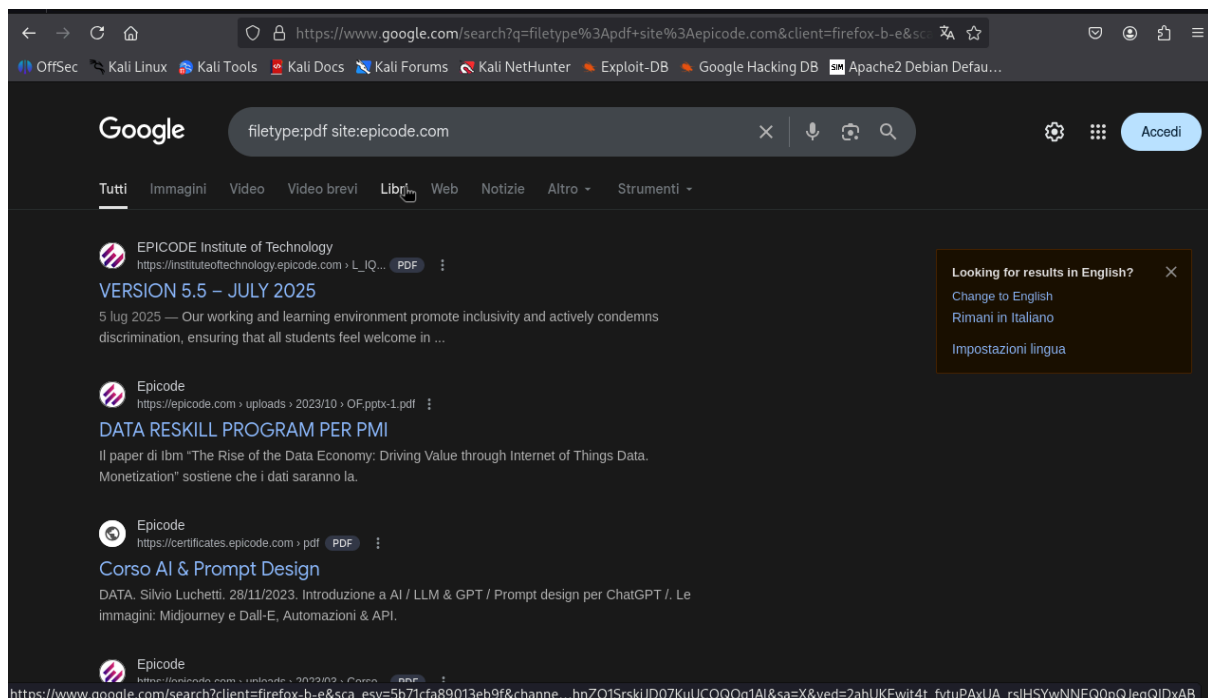 https://www.google.com/search?q=filetype%3Apdf+site%3Aepicode.com&client=firefox-b-e&sc
OffSec Kali Linux Kali Tools Kali Docs Kali Forums Kali NetHunter Exploit-DB Google Hacking DB Apache2 Debian Defau…
Google filetype:pdf site:epicode.com Accedi
Tutti Immagini Video Video brevi Libri Web Notizie Altro Strumenti
EPICODE Institute of Technology
https://instituteoftechnology.epicode.com › L_IQ... PDF
VERSION 5.5 – JULY 2025
5 lug 2025 — Our working and learning environment promote inclusivity and actively condemns
discrimination, ensuring that all students feel welcome in ...
Looking for results in English?
Change to English
Rimani in Italiano
Impostazioni lingua
Epicode
https://epicode.com › uploads › 2023/10 › OF.pptx-1.pdf
DATA RESKILL PROGRAM PER PMI
Il paper di Ibm “The Rise of the Data Economy: Driving Value through Internet of Things Data.
Monetization” sostiene che i dati saranno la.
Epicode
https://certificates.epicode.com › pdf PDF
Corso AI & Prompt Design
DATA. Silvio Luchetti. 28/11/2023. Introduzione a AI / LLM & GPT / Prompt design per ChatGPT /. Le
immagini: Midjourney e Dall-E, Automazioni & API.
Epicode
https://epicode.com › uploads › 2023/03 › Corso... PDF